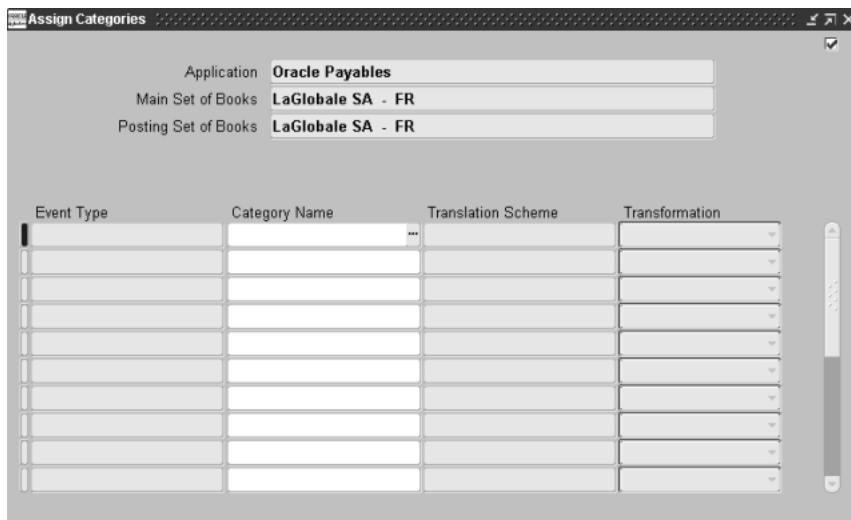 Assign Categories
Application Oracle Payables
Main Set of Books LaGlobale SA - FR
Posting Set of Books LaGlobale SA - FR
Event Type Category Name Translation Scheme Transformation
...